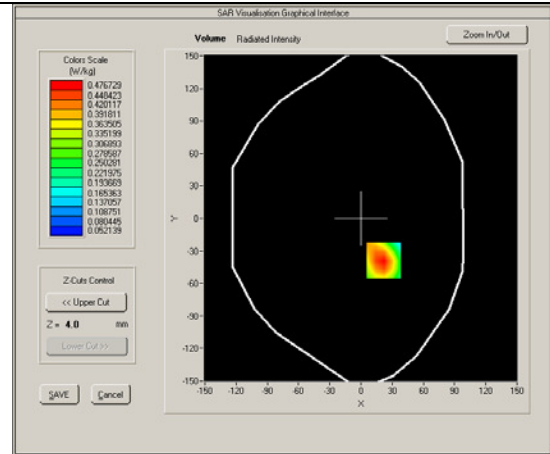 SAR Visualisation Graphical Interface
Volume Radiated Intensity
Zoom In/Out
Colors Scale
(W/kg)
0.476729
0.448423
0.420117
0.391811
0.363505
0.335199
0.306893
0.278587
0.250281
0.221975
0.193669
0.165363
0.137057
0.108751
0.080445
0.052139
Z-Cuts Control
<< Upper Cut
Z = 4.0 mm
Lower Cut >>
SAVE
Cancel
150
120
90
60
30
0
-30
-60
-90
-120
-150
Y
-150 -120 -90 -60 -30 0 30 60 90 120 150
X